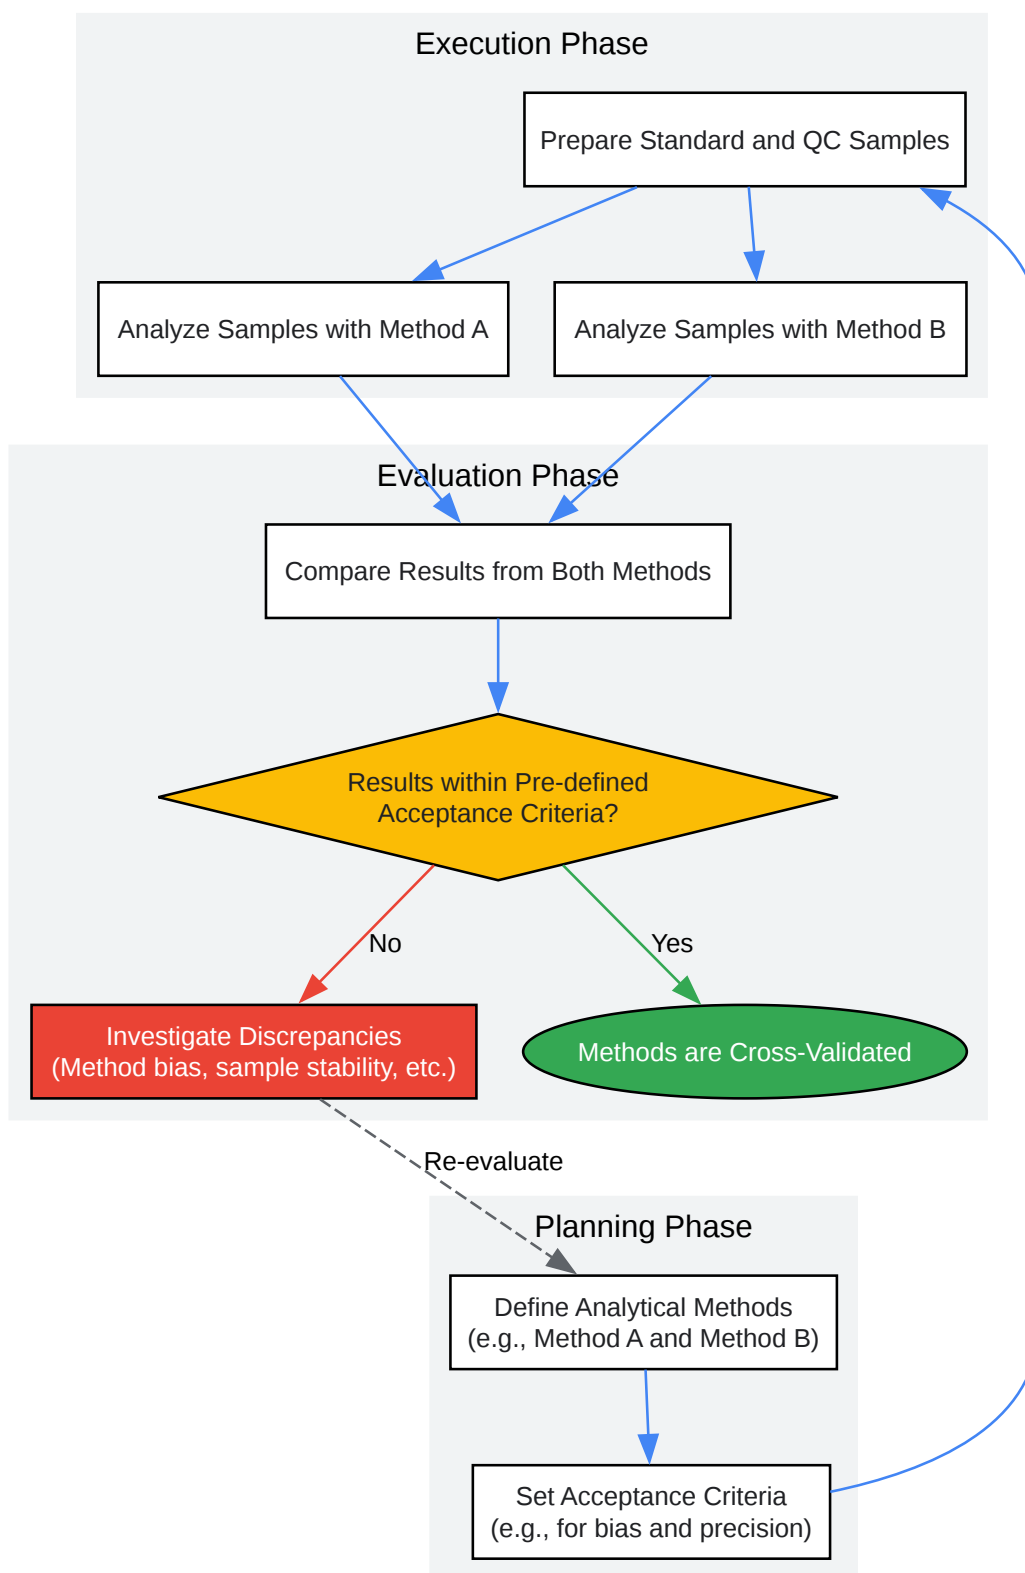 Execution Phase
Prepare Standard and QC Samples
Analyze Samples with Method A
Analyze Samples with Method B
Evaluation Phase
Compare Results from Both Methods
Results within Pre-defined
Acceptance Criteria?
No
Yes
Investigate Discrepancies
(Method bias, sample stability, etc.)
Methods are Cross-Validated
Re-evaluate
Planning Phase
Define Analytical Methods
(e.g., Method A and Method B)
Set Acceptance Criteria
(e.g., for bias and precision)